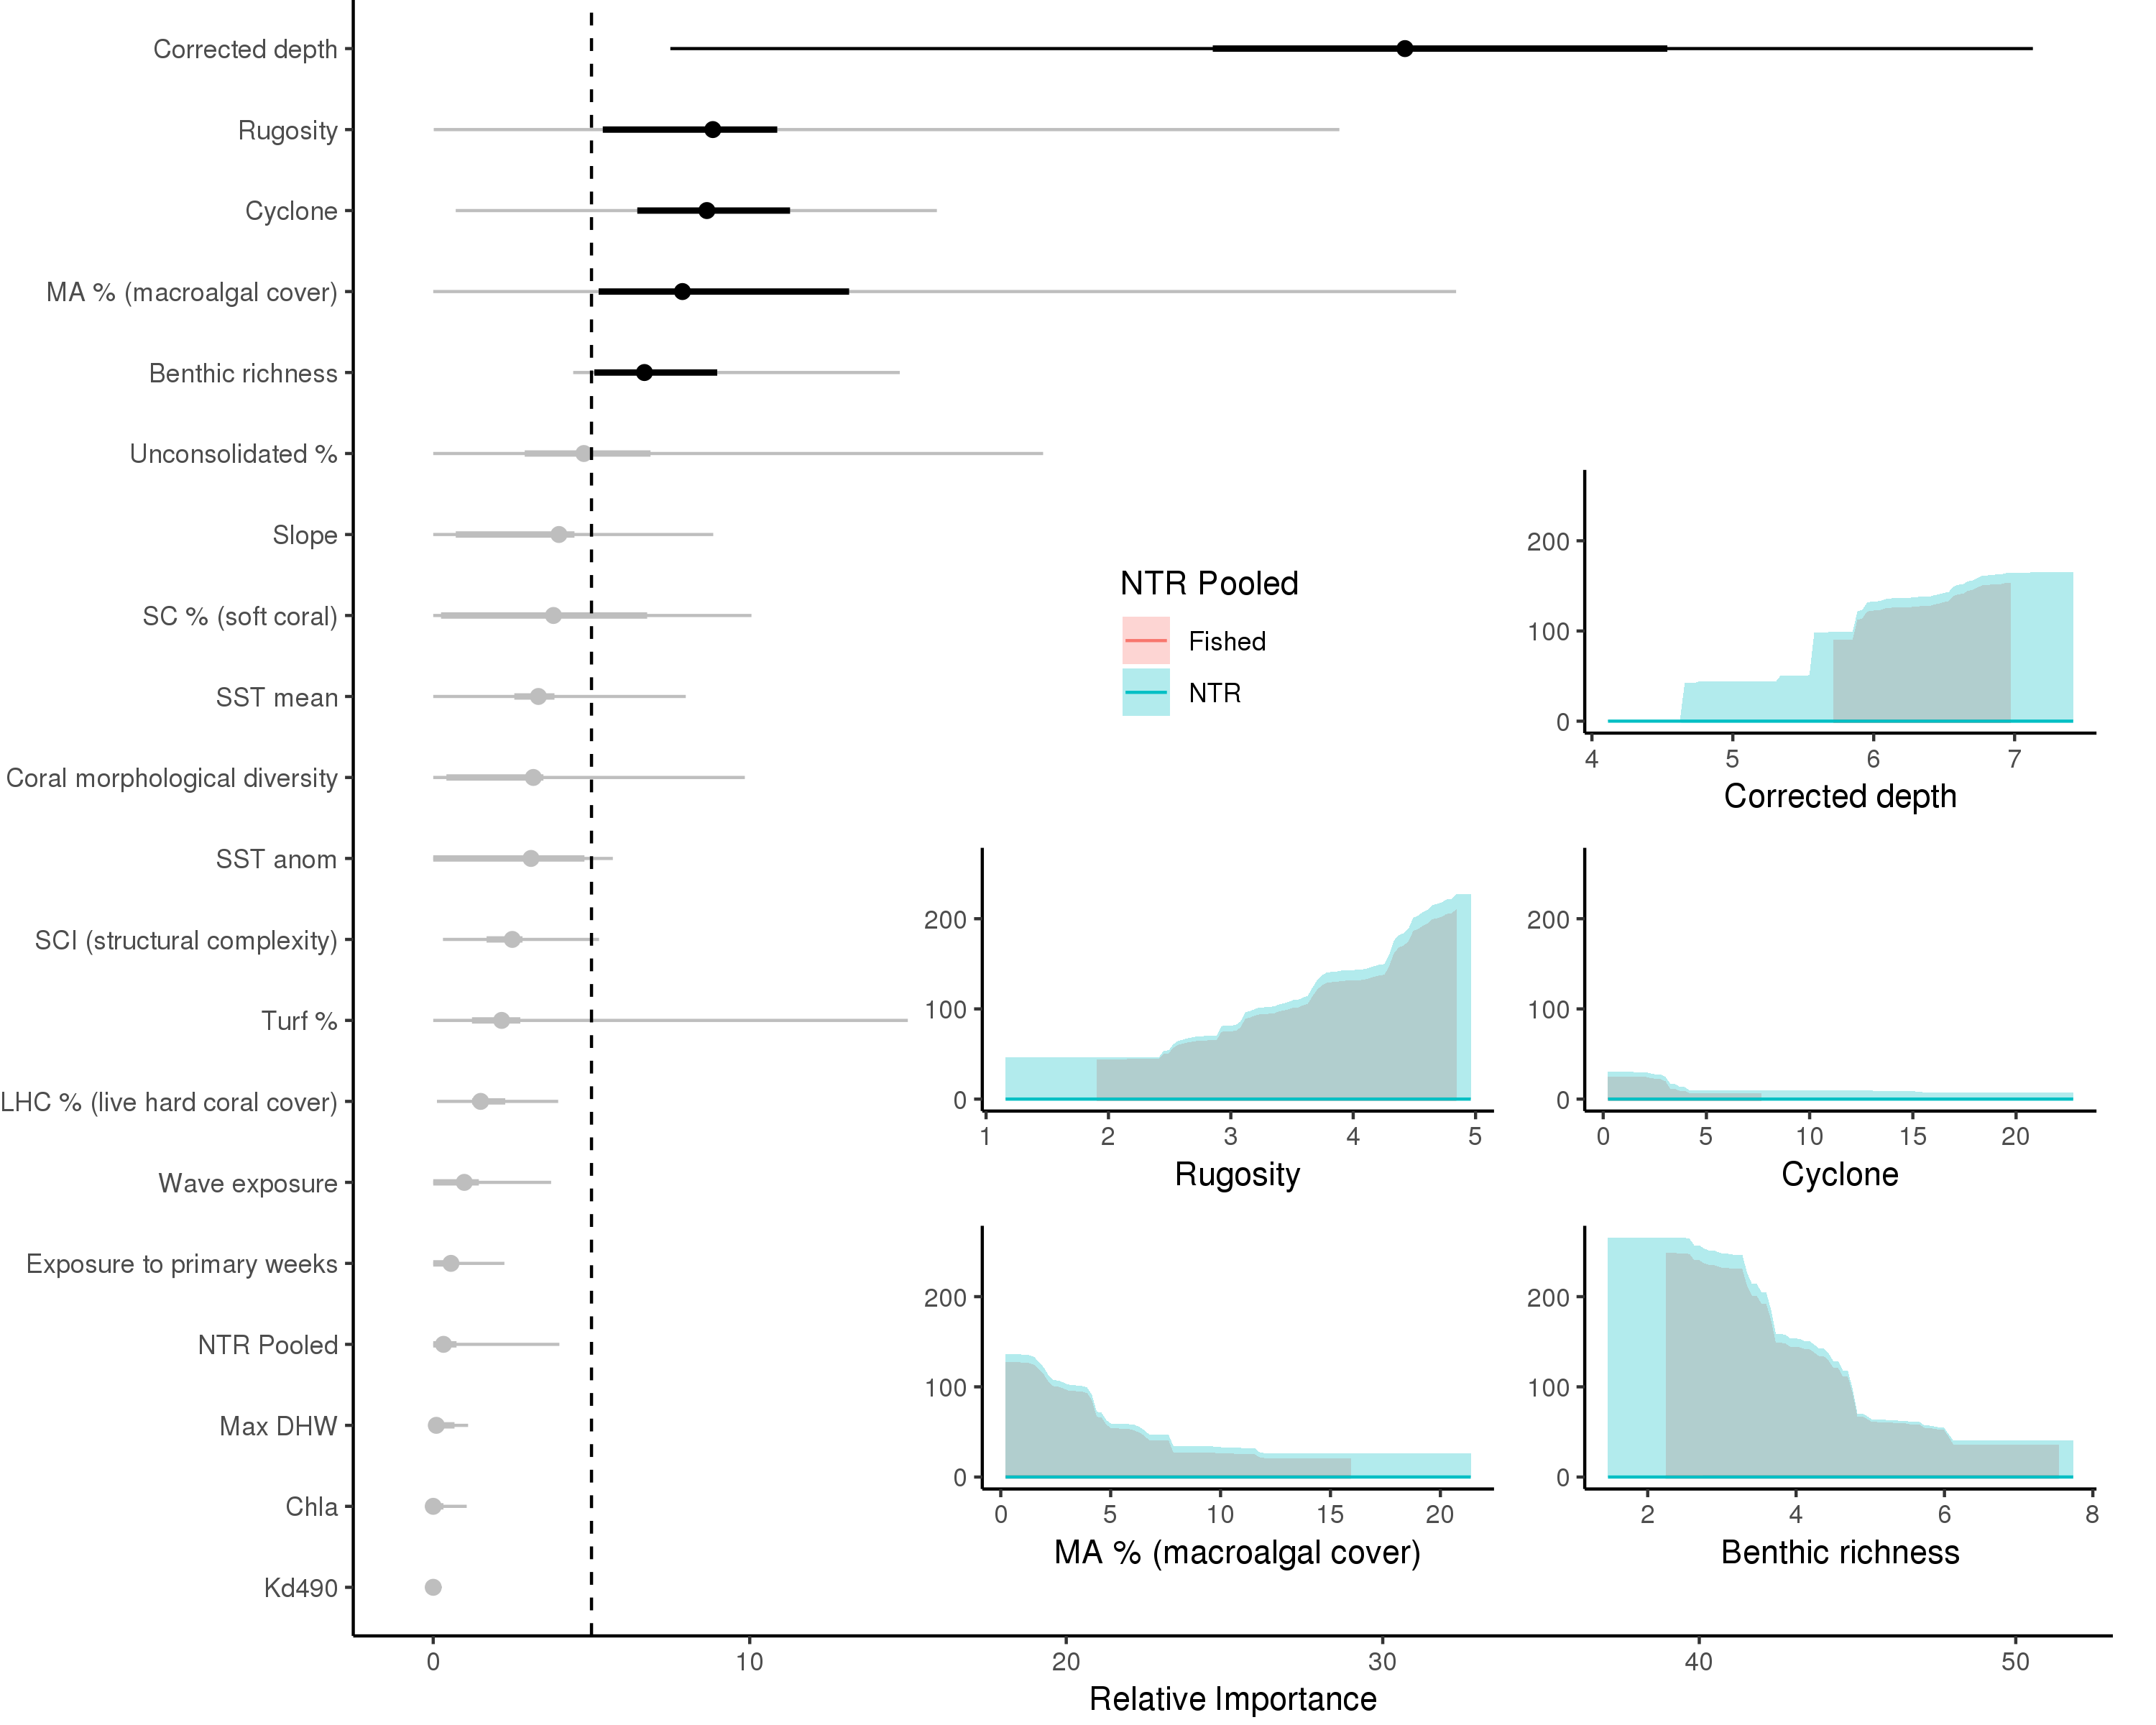 Corrected depth
Rugosity
Cyclone
MA % (macroalgal cover)
Benthic richness
Unconsolidated %
Slope
SC % (soft coral)
SST mean
Coral morphological diversity
SST anom
SCI (structural complexity)
Turf %
LHC % (live hard coral cover)
Wave exposure
Exposure to primary weeks
NTR Pooled
Max DHW
Chla
Kd490
0 10 20 30 40 50
Relative Importance
NTR Pooled
Fished
NTR
200
100
0
4 5 6 7
Corrected depth
200
100
0
1 2 3 4 5
Rugosity
200
100
0
0 5 10 15 20
Cyclone
200
100
0
0 5 10 15 20
MA % (macroalgal cover)
200
100
0
2 4 6 8
Benthic richness